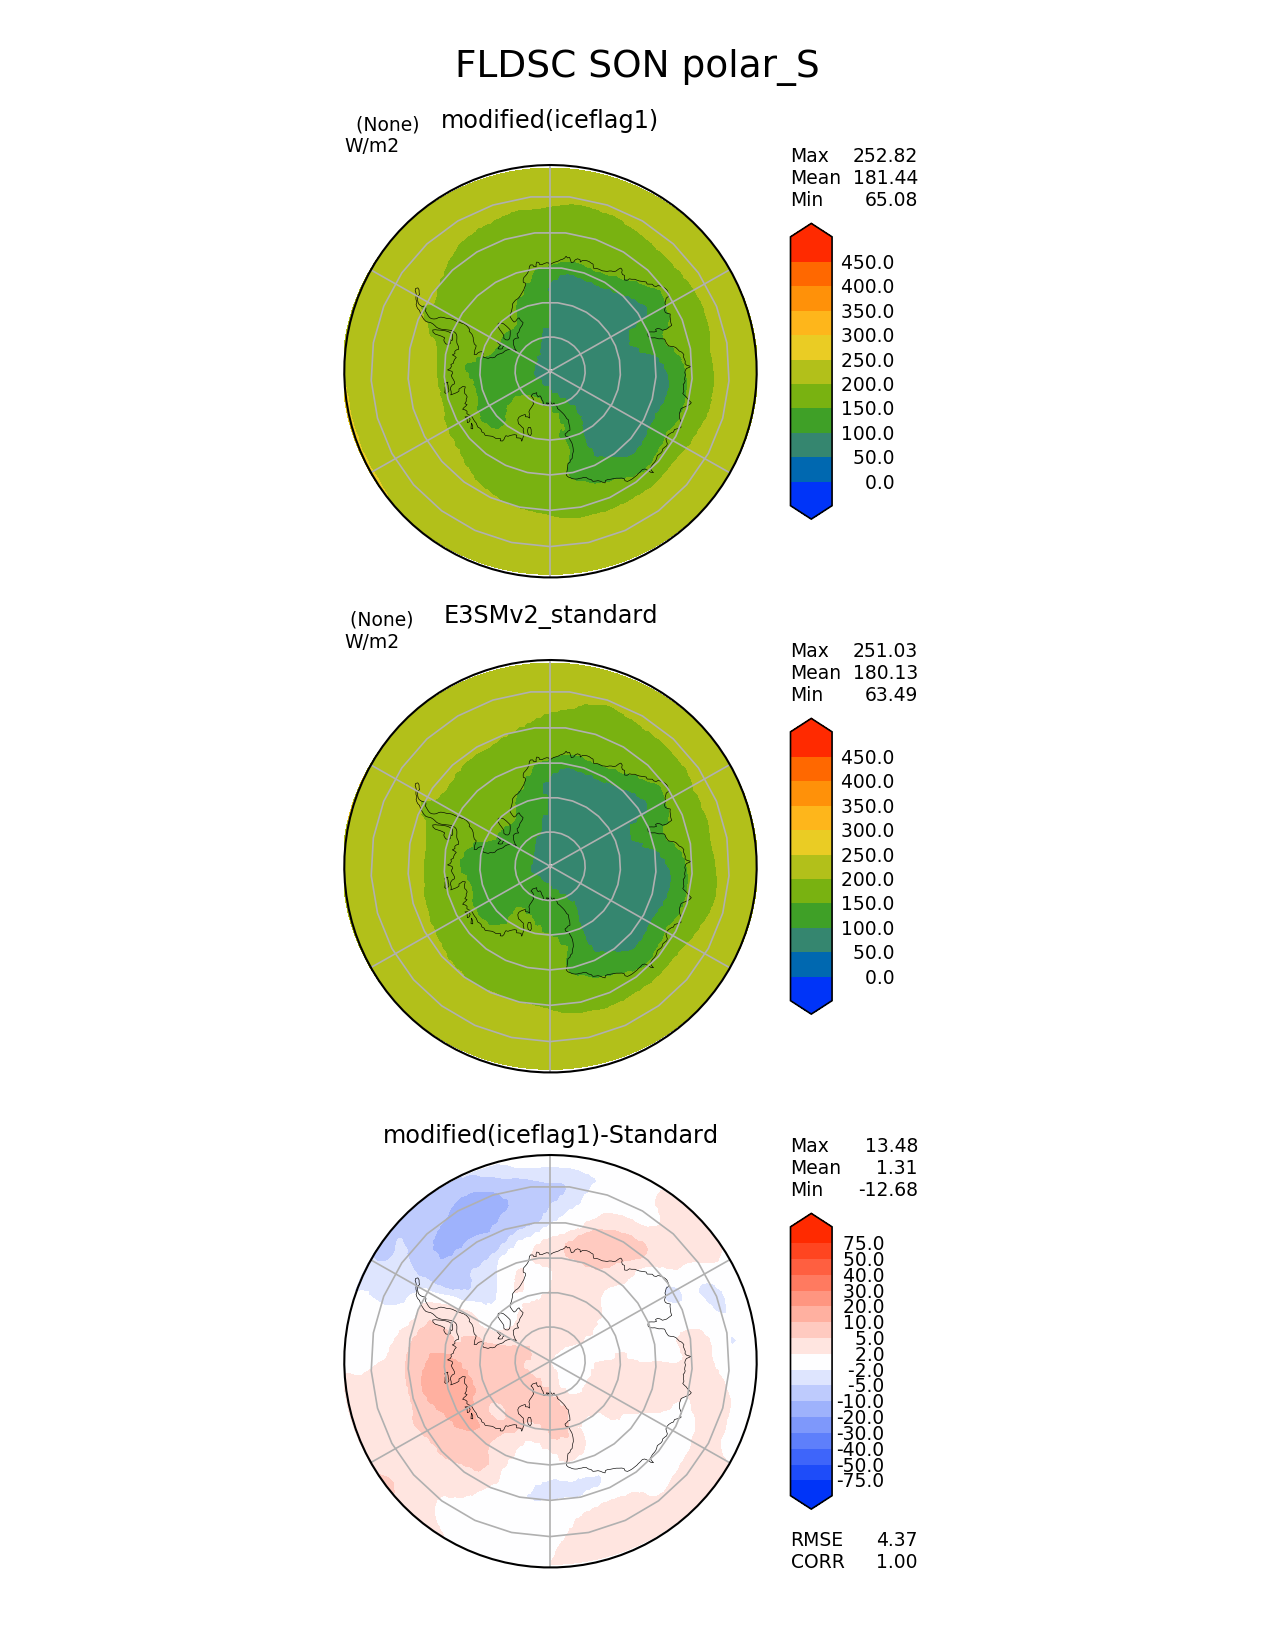 FLDSC SON polar_S
(None) modified(iceflag1)
W/m2
Max 252.82
Mean 181.44
Min 65.08
450.0
400.0
350.0
300.0
250.0
200.0
150.0
100.0
50.0
0.0
(None) E3SMv2_standard
W/m2
Max 251.03
Mean 180.13
Min 63.49
450.0
400.0
350.0
300.0
250.0
200.0
150.0
100.0
50.0
0.0
modified(iceflag1)-Standard
Max 13.48
Mean 1.31
Min -12.68
75.0
50.0
40.0
30.0
20.0
10.0
5.0
2.0
-2.0
-5.0
-10.0
-20.0
-30.0
-40.0
-50.0
-75.0
RMSE 4.37
CORR 1.00